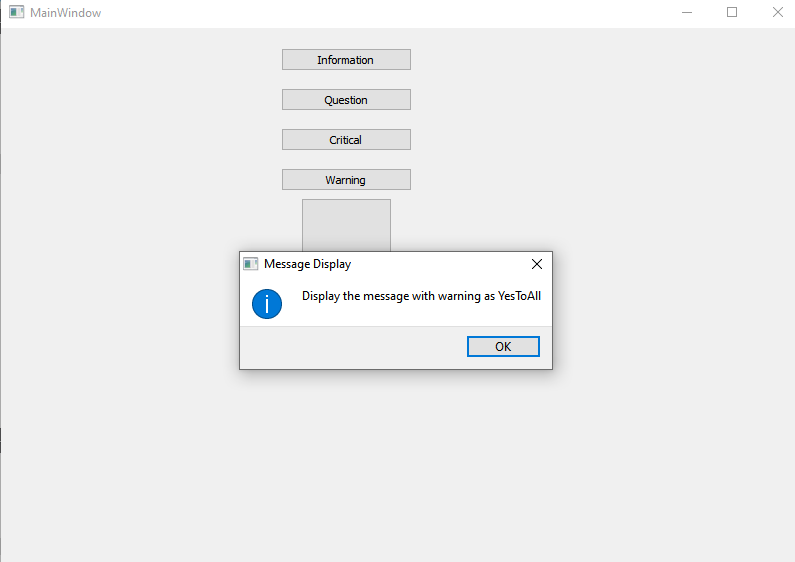 MainWindow
Information
Question
Critical
Warning
Message Display
Display the message with warning as YesToAll
OK